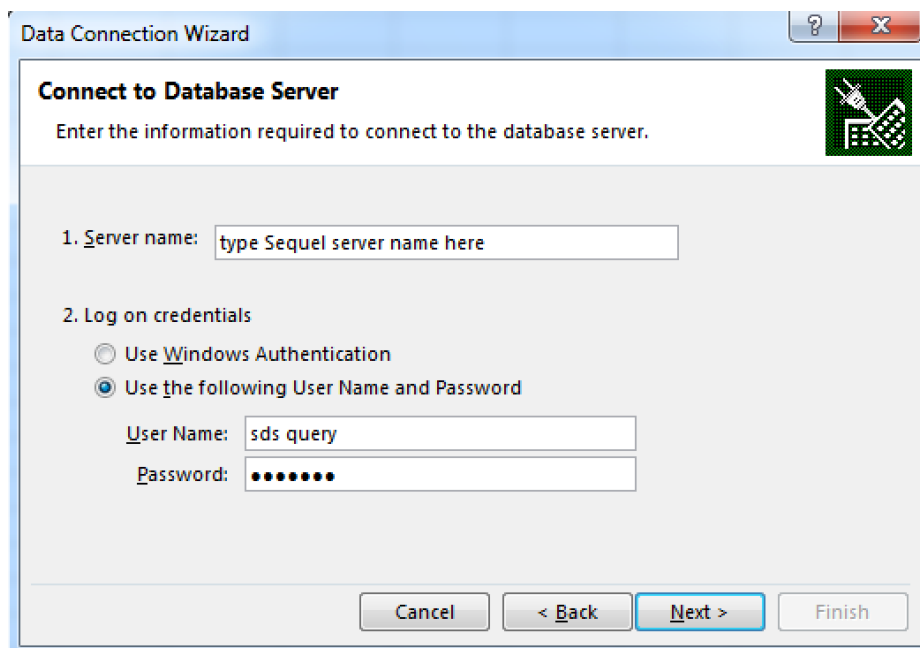 Data Connection Wizard
?
X
Connect to Database Server
Enter the information required to connect to the database server.
1. Server name: type Sequel server name here
2. Log on credentials
Use Windows Authentication
Use the following User Name and Password
User Name: sds query
Password: •••••••
Cancel < Back Next > Finish